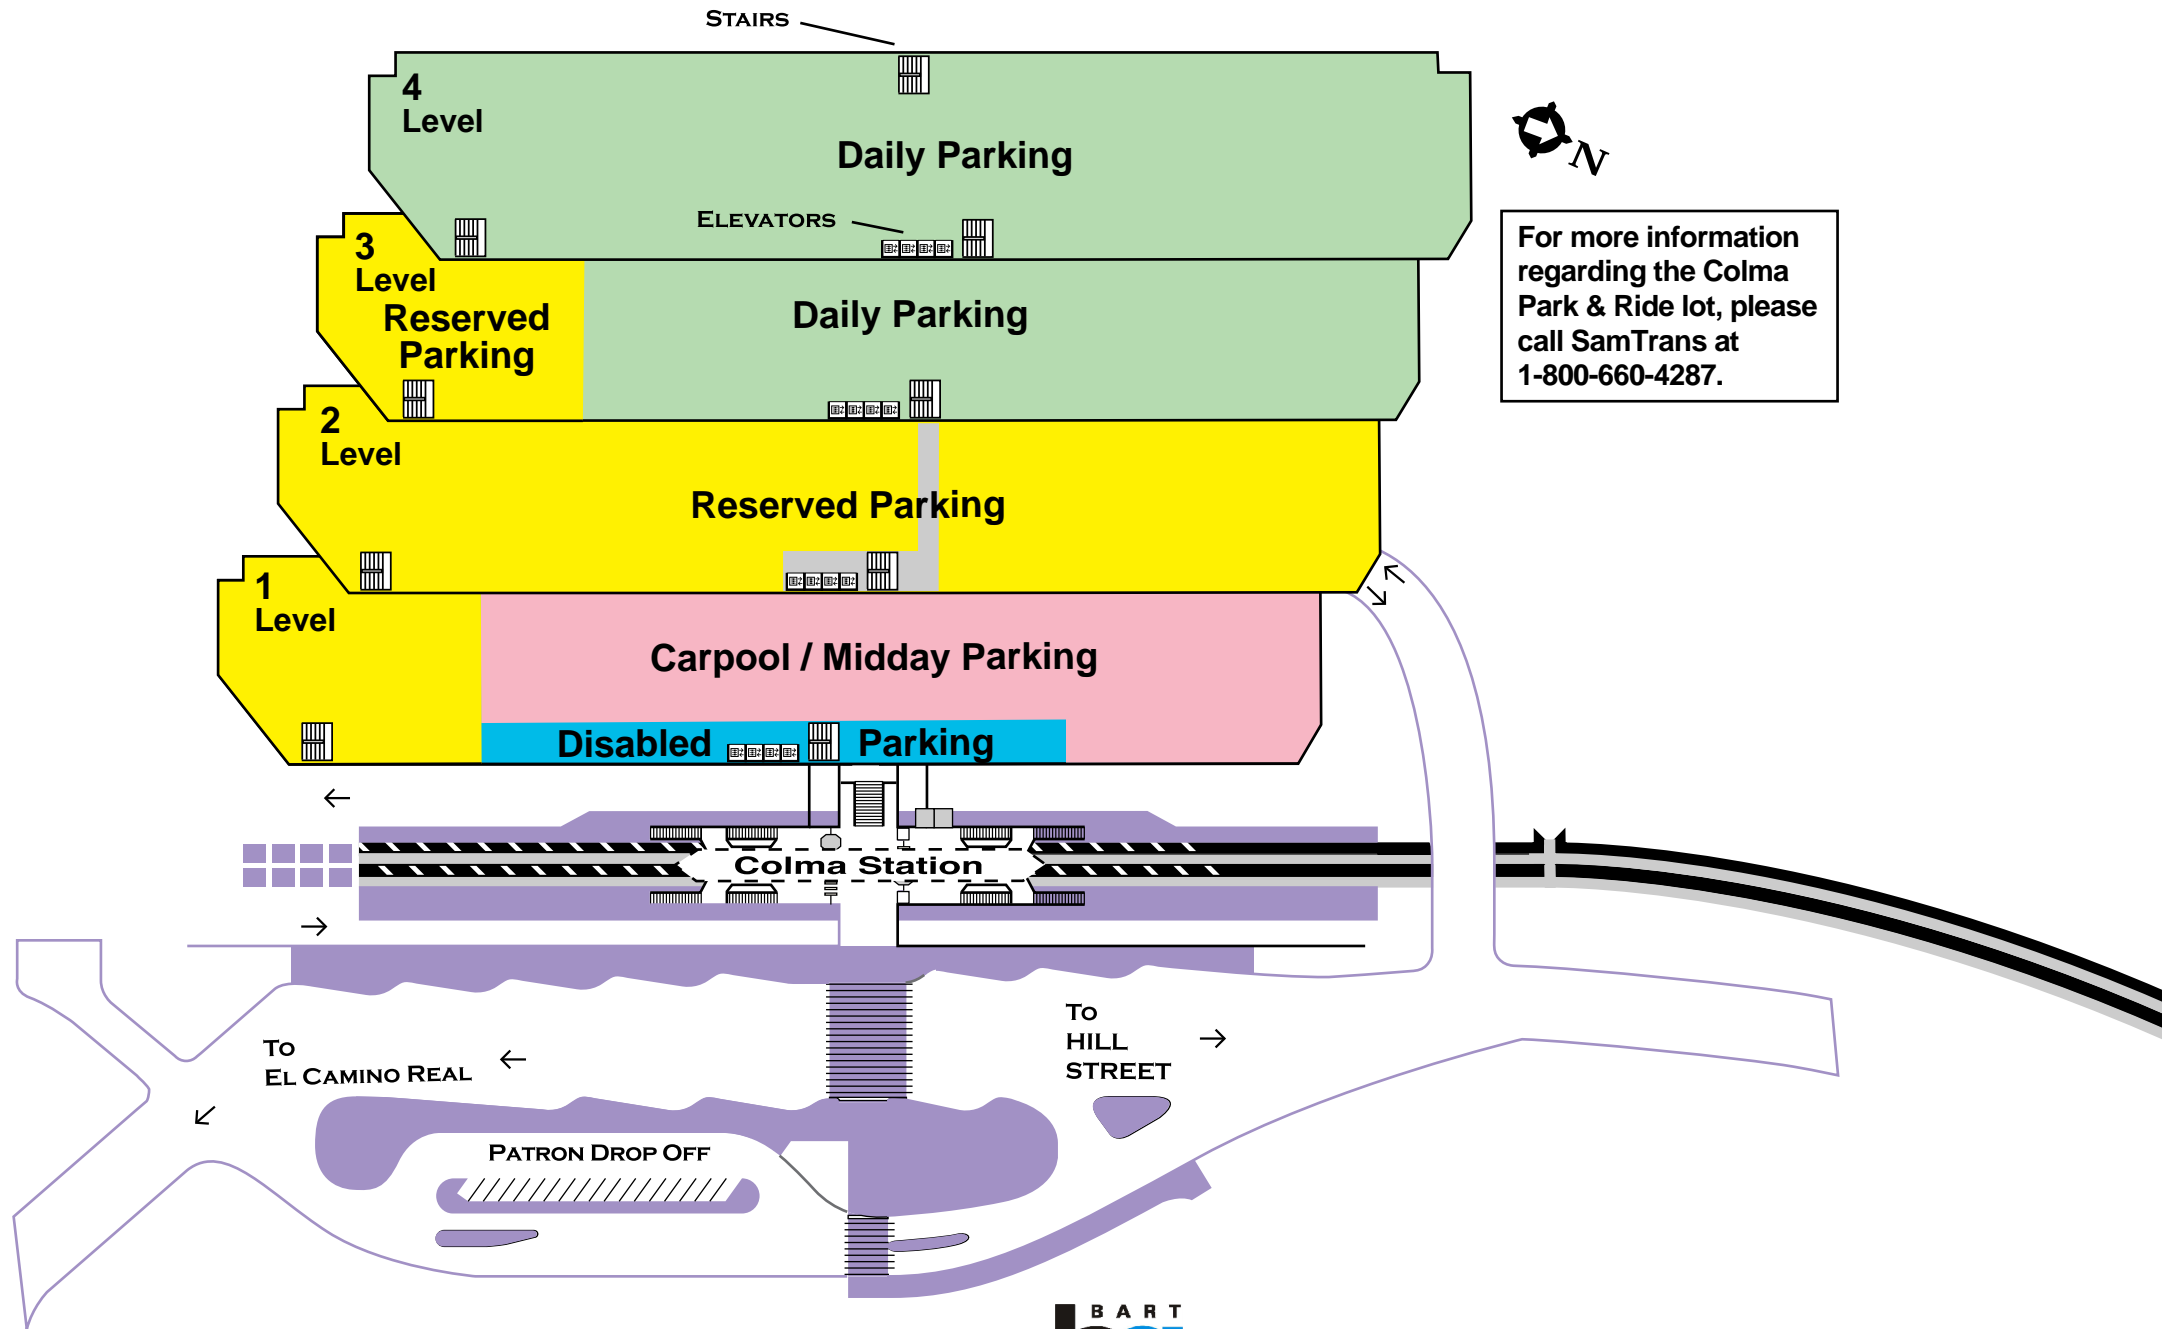 STAIRS
4
Level
Daily Parking
ELEVATORS
N
For more information
regarding the Colma
Park & Ride lot, please
call SamTrans at
1-800-660-4287.
3
Level
Reserved
Parking
Daily Parking
2
Level
Reserved Parking
1
Level
Carpool / Midday Parking
Disabled Parking
Colma Station
TO
HILL
STREET
TO
EL CAMINO REAL
PATRON DROP OFF
BART